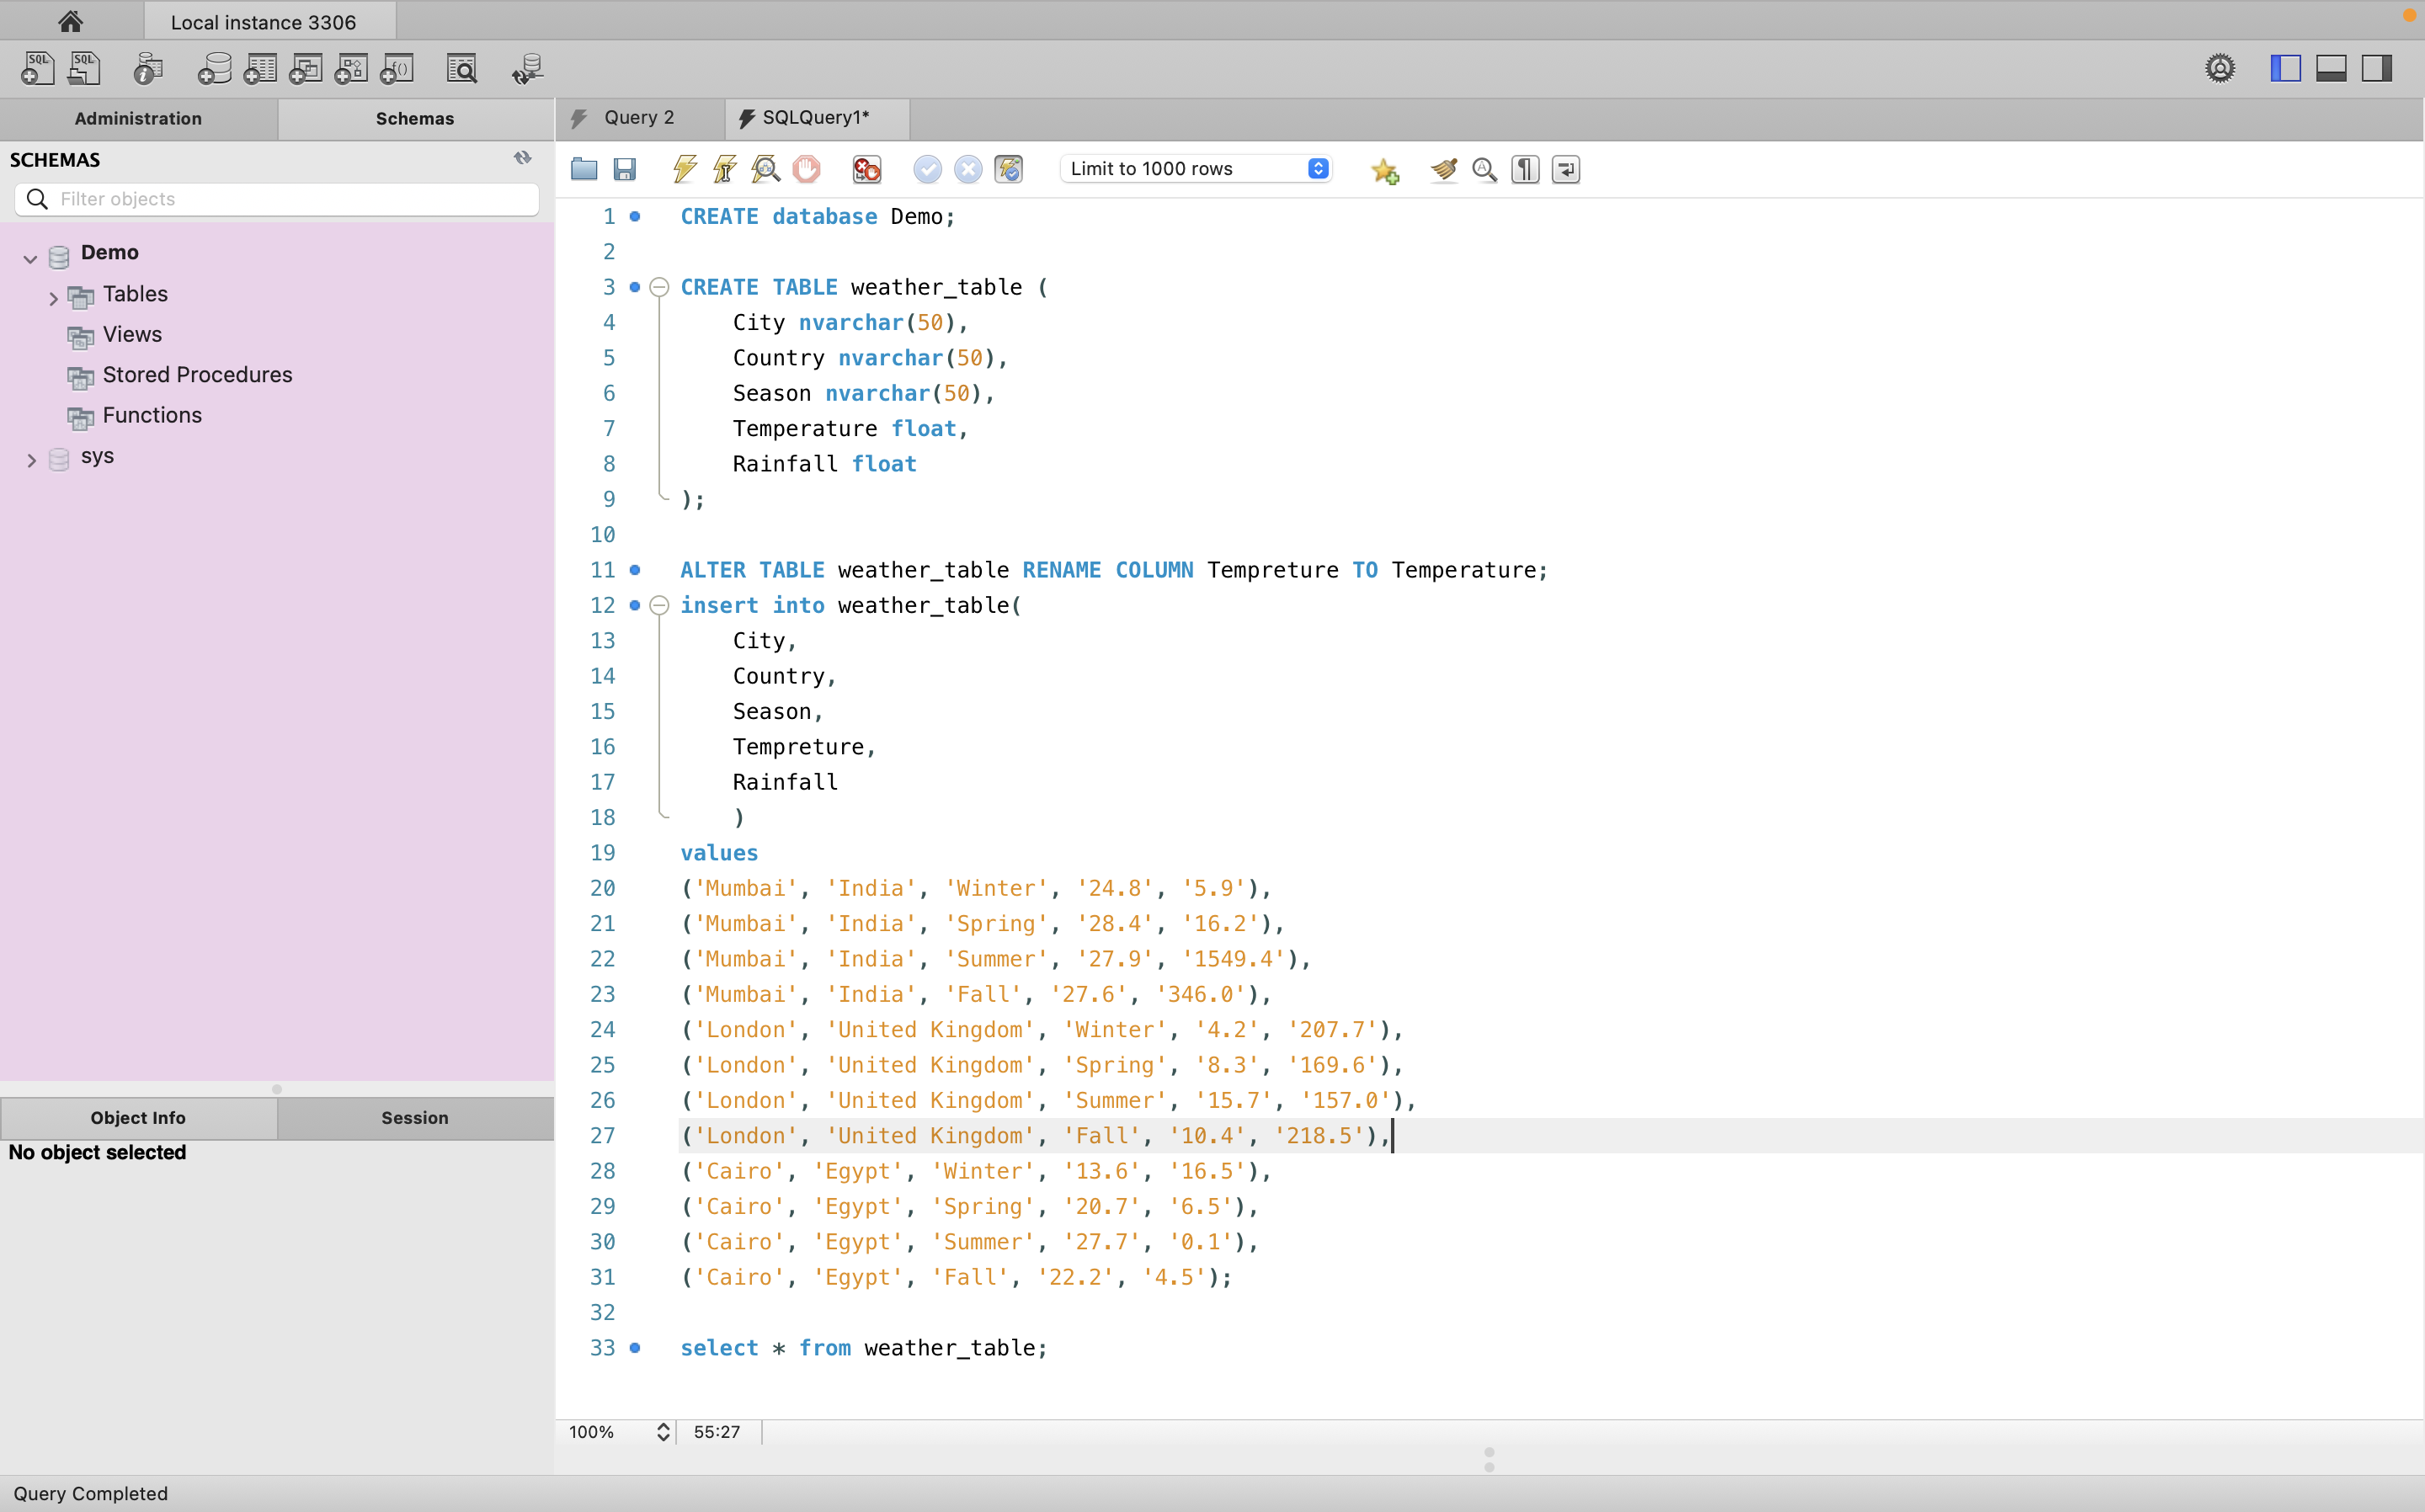 Local instance 3306
SQL SQL
Administration Schemas
SCHEMAS
Filter objects
Demo
Tables
Views
Stored Procedures
Functions
sys
Object Info Session
No object selected
Query 2 SQLQuery1*
Limit to 1000 rows
1 CREATE database Demo;
2
3 CREATE TABLE weather_table (
4 City nvarchar(50),
5 Country nvarchar(50),
6 Season nvarchar(50),
7 Temperature float,
8 Rainfall float
9 );
10
11 ALTER TABLE weather_table RENAME COLUMN Tempreture TO Temperature;
12 insert into weather_table(
13 City,
14 Country,
15 Season,
16 Tempreture,
17 Rainfall
18 )
19 values
20 ('Mumbai', 'India', 'Winter', '24.8', '5.9'),
21 ('Mumbai', 'India', 'Spring', '28.4', '16.2'),
22 ('Mumbai', 'India', 'Summer', '27.9', '1549.4'),
23 ('Mumbai', 'India', 'Fall', '27.6', '346.0'),
24 ('London', 'United Kingdom', 'Winter', '4.2', '207.7'),
25 ('London', 'United Kingdom', 'Spring', '8.3', '169.6'),
26 ('London', 'United Kingdom', 'Summer', '15.7', '157.0'),
27 ('London', 'United Kingdom', 'Fall', '10.4', '218.5'),
28 ('Cairo', 'Egypt', 'Winter', '13.6', '16.5'),
29 ('Cairo', 'Egypt', 'Spring', '20.7', '6.5'),
30 ('Cairo', 'Egypt', 'Summer', '27.7', '0.1'),
31 ('Cairo', 'Egypt', 'Fall', '22.2', '4.5');
32
33 select * from weather_table;
100% 55:27
Query Completed